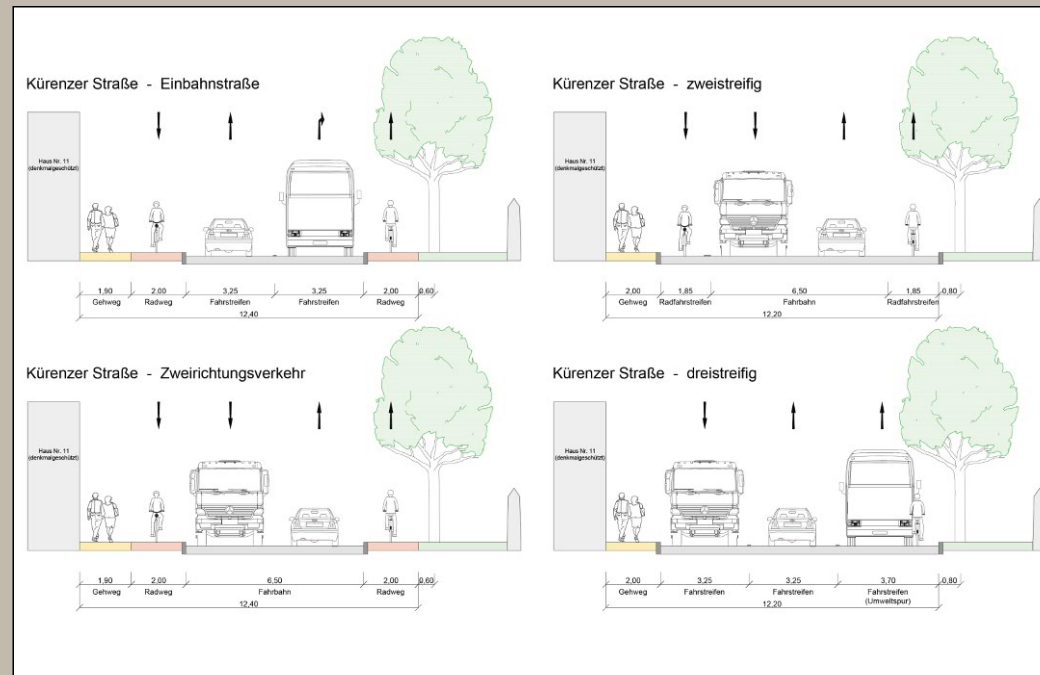 Kürenzer Straße - Einbahnstraße
Haus Nr. 11
(denkmalgeschützt)
1,90 2,00 3,25 3,25 2,00 0,60
Gehweg Radweg Fahrstreifen Fahrstreifen Radweg
12,40
Kürenzer Straße - zweistreifig
Haus Nr. 11
(denkmalgeschützt)
2,00 1,85 6,50 1,85 0,80
Gehweg Radfahrstreifen Fahrbahn Radfahrstreifen
12,20
Kürenzer Straße - Zweirichtungsverkehr
Haus Nr. 11
(denkmalgeschützt)
1,90 2,00 6,50 2,00 0,60
Gehweg Radweg Fahrbahn Radweg
12,40
Kürenzer Straße - dreistreifig
Haus Nr. 11
(denkmalgeschützt)
2,00 3,25 3,25 3,70 0,80
Gehweg Fahrstreifen Fahrstreifen Fahrstreifen
(Umweltspur)
12,20